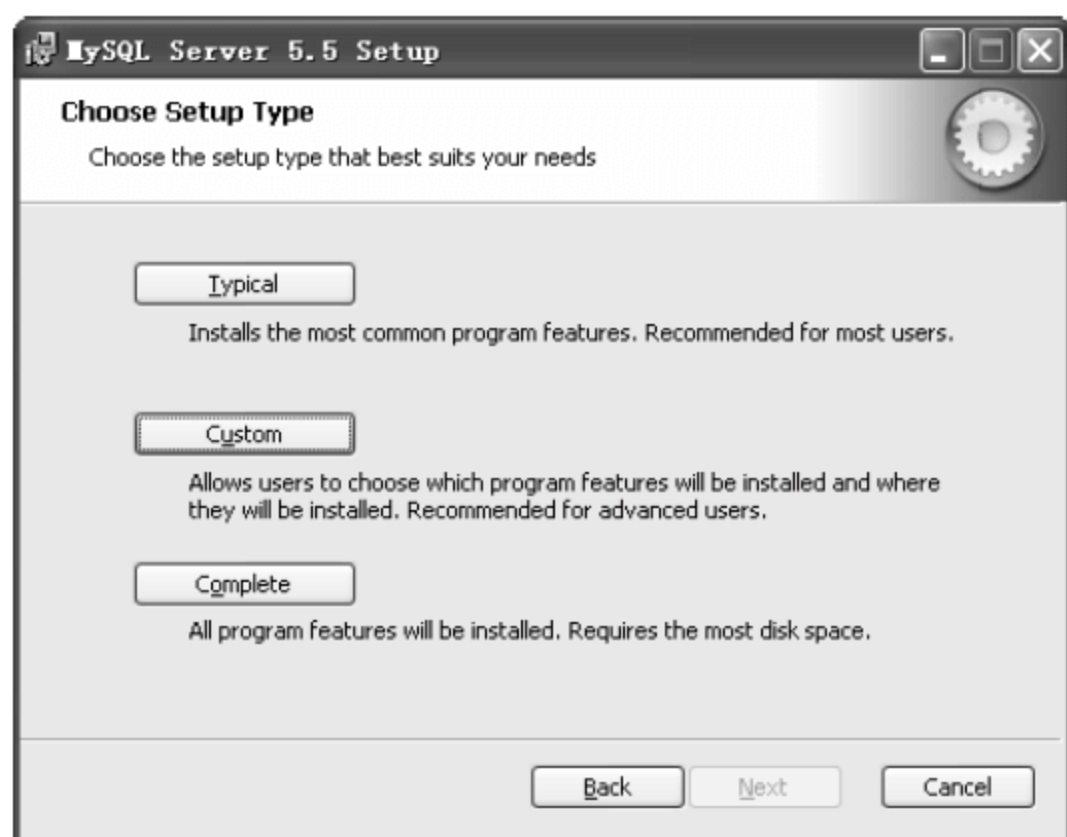 MySQL Server 5.5 Setup
Choose Setup Type
Choose the setup type that best suits your needs
Typical
Installs the most common program features. Recommended for most users.
Custom
Allows users to choose which program features will be installed and where
they will be installed. Recommended for advanced users.
Complete
All program features will be installed. Requires the most disk space.
Back Next Cancel